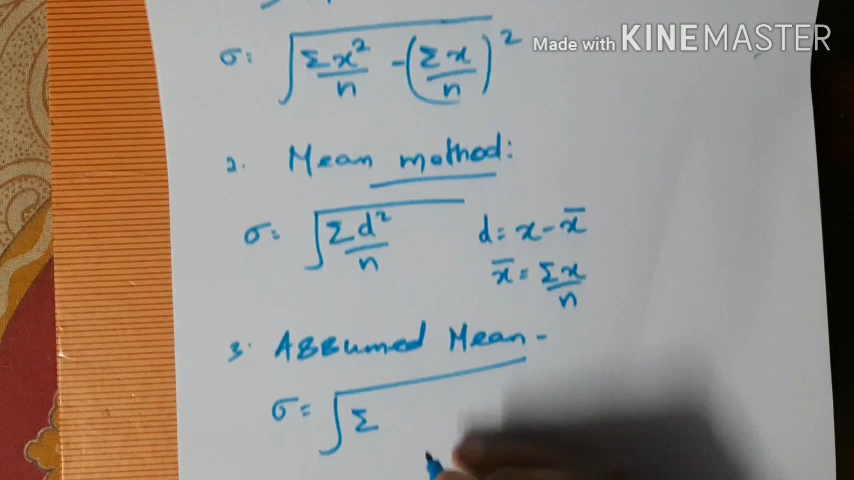 Made with KINEMASTER
σ: √Σx²/n - (Σx/n)²
2. Mean method:
σ= √Σd²/n d= x - x̄
x̄ = Σx/n
3. Assumed Mean -
σ= √Σ